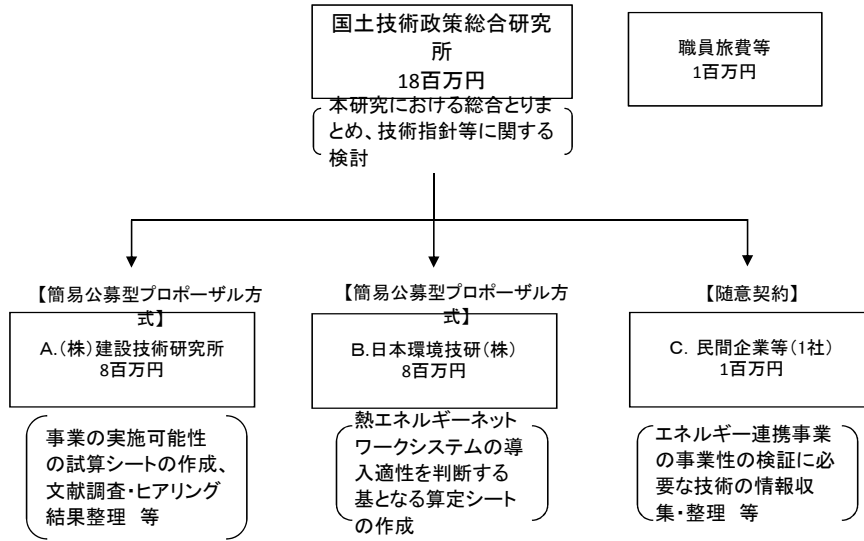 国土技術政策総合研究
所
18百万円
職員旅費等
1百万円
本研究における総合とりま
とめ、技術指針等に関する
検討
【簡易公募型プロポーザル方
式】
A.(株)建設技術研究所
8百万円
事業の実施可能性
の試算シートの作成、
文献調査・ヒアリング
結果整理 等
【簡易公募型プロポーザル方
式】
B.日本環境技研(株)
8百万円
熱エネルギーネット
ワークシステムの導
入適性を判断する
基となる算定シート
の作成
【随意契約】
C. 民間企業等(1社)
1百万円
エネルギー連携事業
の事業性の検証に必
要な技術の情報収
集・整理 等